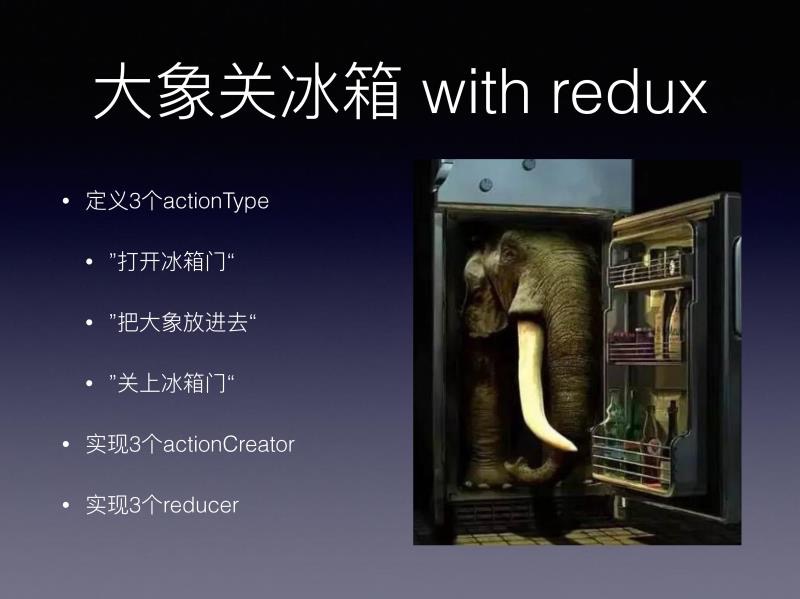 大象关冰箱 with redux
• 定义3个actionType
• ”打开冰箱门“
• ”把大象放进去“
• ”关上冰箱门“
• 实现3个actionCreator
• 实现3个reducer